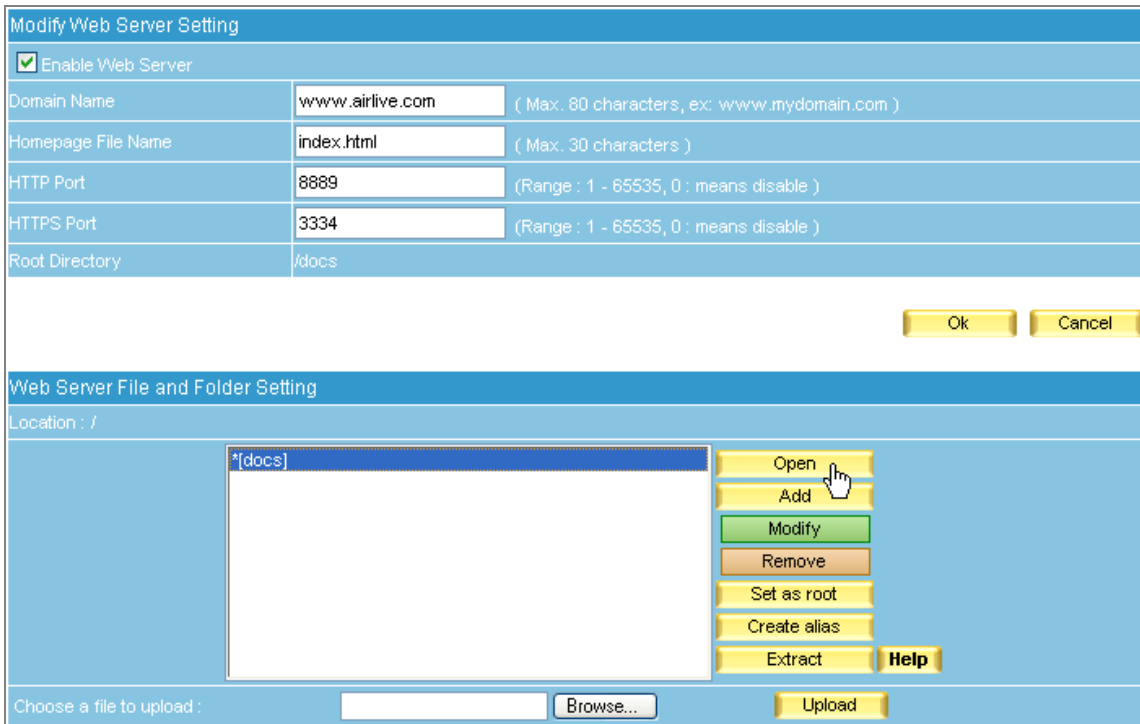 Modify Web Server Setting
Enable Web Server
Domain Name www.airlive.com ( Max. 80 characters, ex: www.mydomain.com )
Homepage File Name index.html ( Max. 30 characters )
HTTP Port 8889 (Range : 1 - 65535, 0 : means disable )
HTTPS Port 3334 (Range : 1 - 65535, 0 : means disable )
Root Directory /docs
Ok Cancel
Web Server File and Folder Setting
Location : /
*[docs]
Open
Add
Modify
Remove
Set as root
Create alias
Extract Help
Choose a file to upload : Browse... Upload